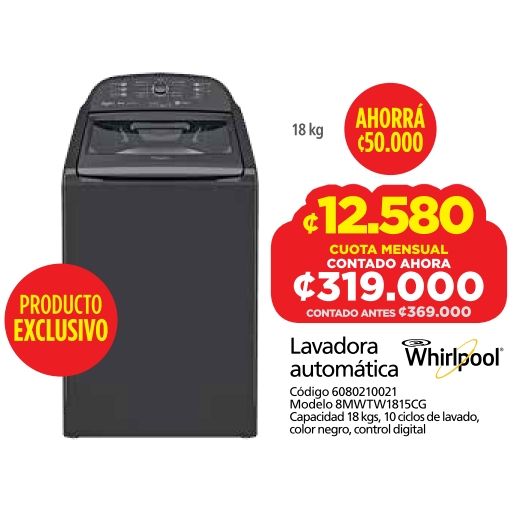 18 kg
AHORRÁ
¢50.000
¢12.580
CUOTA MENSUAL
CONTADO AHORA
¢319.000
CONTADO ANTES ¢369.000
PRODUCTO
EXCLUSIVO
Lavadora
automática
Whirlpool
Código 6080210021
Modelo 8MWTW1815CG
Capacidad 18 kgs, 10 ciclos de lavado,
color negro, control digital